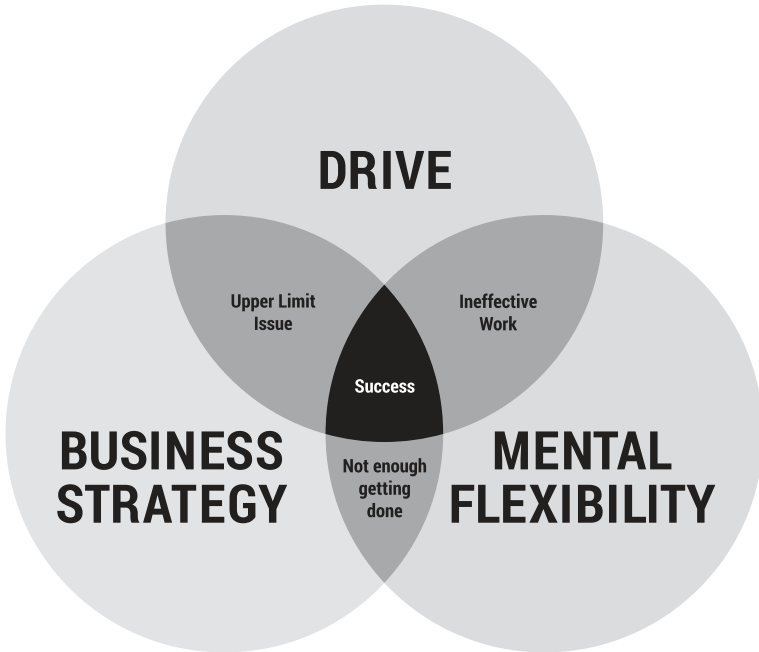 DRIVE
Upper Limit
Issue
Ineffective
Work
Success
BUSINESS
STRATEGY
Not enough
getting
done
MENTAL
FLEXIBILITY